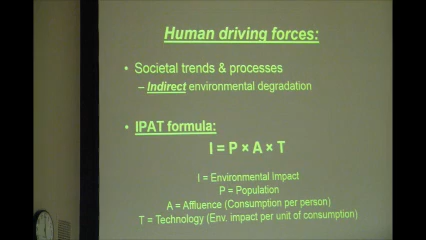 Human driving forces:
• Societal trends & processes
– Indirect environmental degradation
• IPAT formula:
I = P × A × T
I = Environmental Impact
P = Population
A = Affluence (Consumption per person)
T = Technology (Env. impact per unit of consumption)